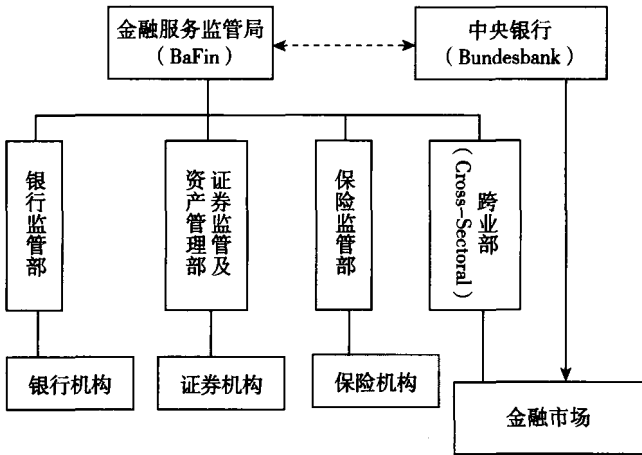 金融服务监管局
（BaFin）
中央银行
（Bundesbank）
银行监管部
证券监管及
资产管理部
保险监管部
跨业部
（Cross-Sectoral）
银行机构
证券机构
保险机构
金融市场